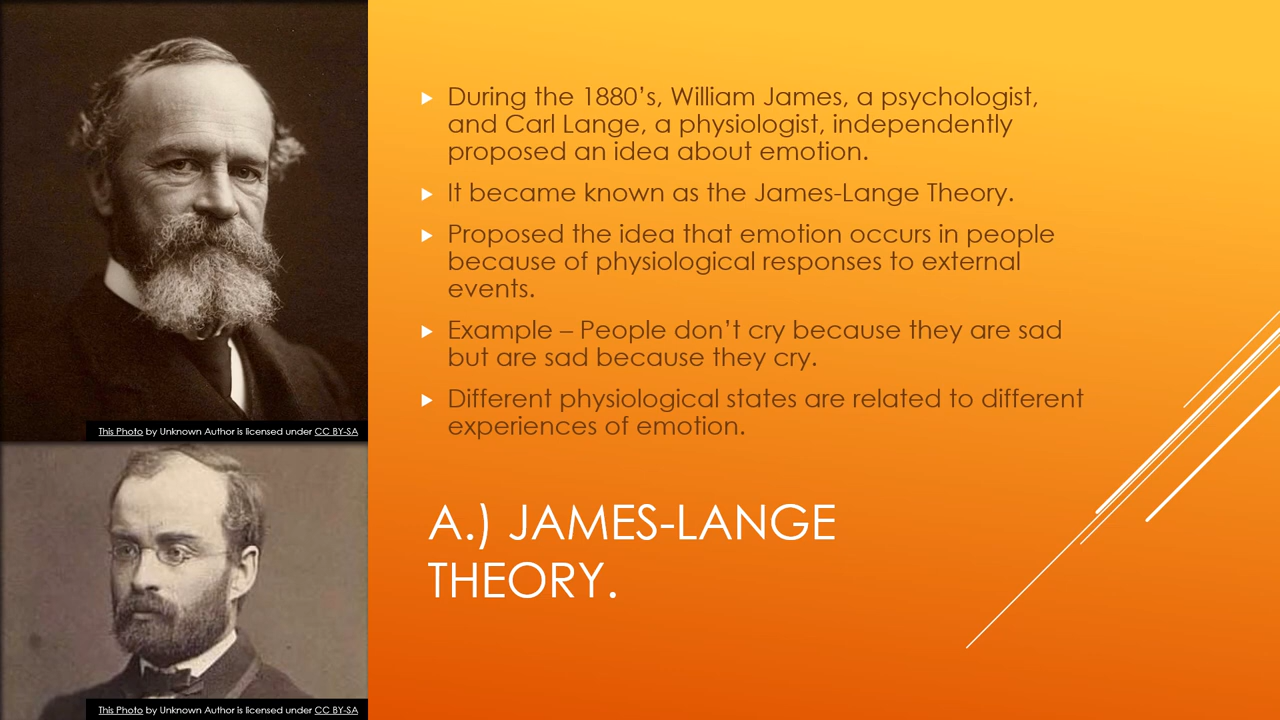 During the 1880’s, William James, a psychologist,
and Carl Lange, a physiologist, independently
proposed an idea about emotion.
It became known as the James-Lange Theory.
Proposed the idea that emotion occurs in people
because of physiological responses to external
events.
Example – People don’t cry because they are sad
but are sad because they cry.
Different physiological states are related to different
experiences of emotion.
A.) JAMES-LANGE
THEORY.
This Photo by Unknown Author is licensed under CC BY-SA
This Photo by Unknown Author is licensed under CC BY-SA